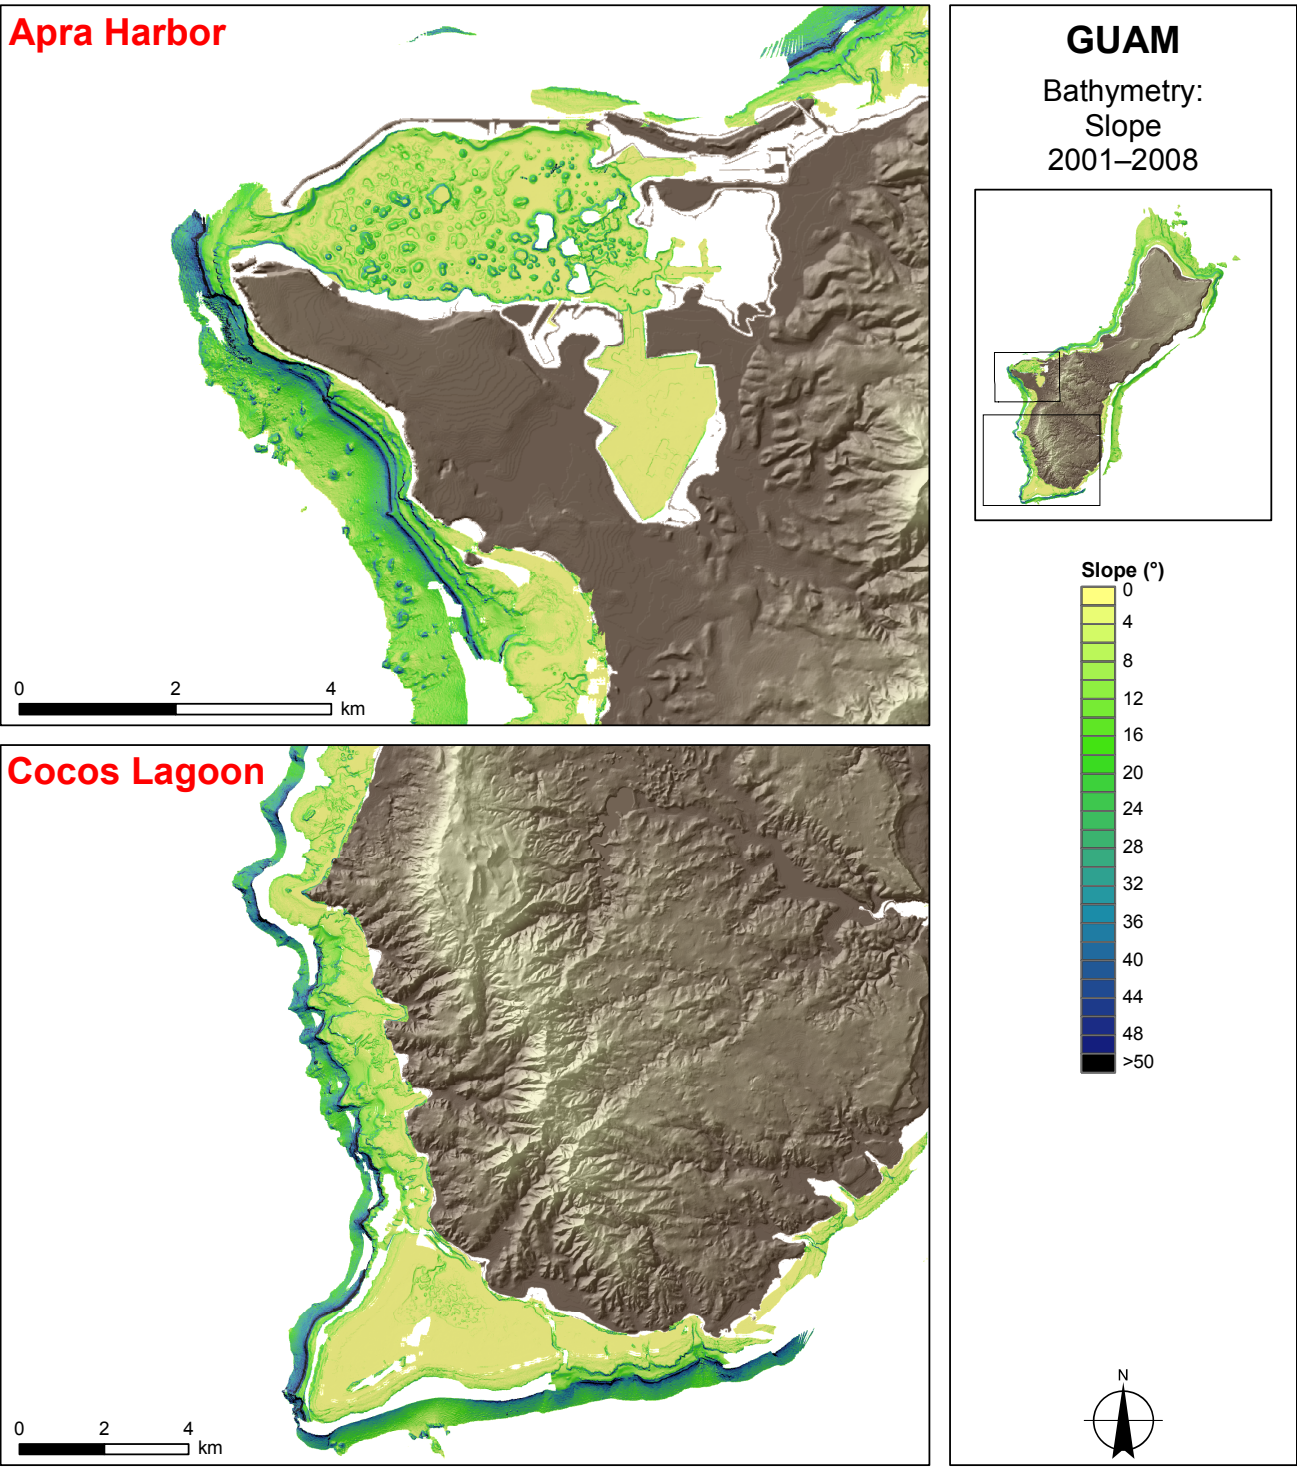 Apra Harbor
0 2 4 km
Cocos Lagoon
0 2 4 km
GUAM
Bathymetry:
Slope
2001–2008
Slope (°)
0
4
8
12
16
20
24
28
32
36
40
44
48
>50
N